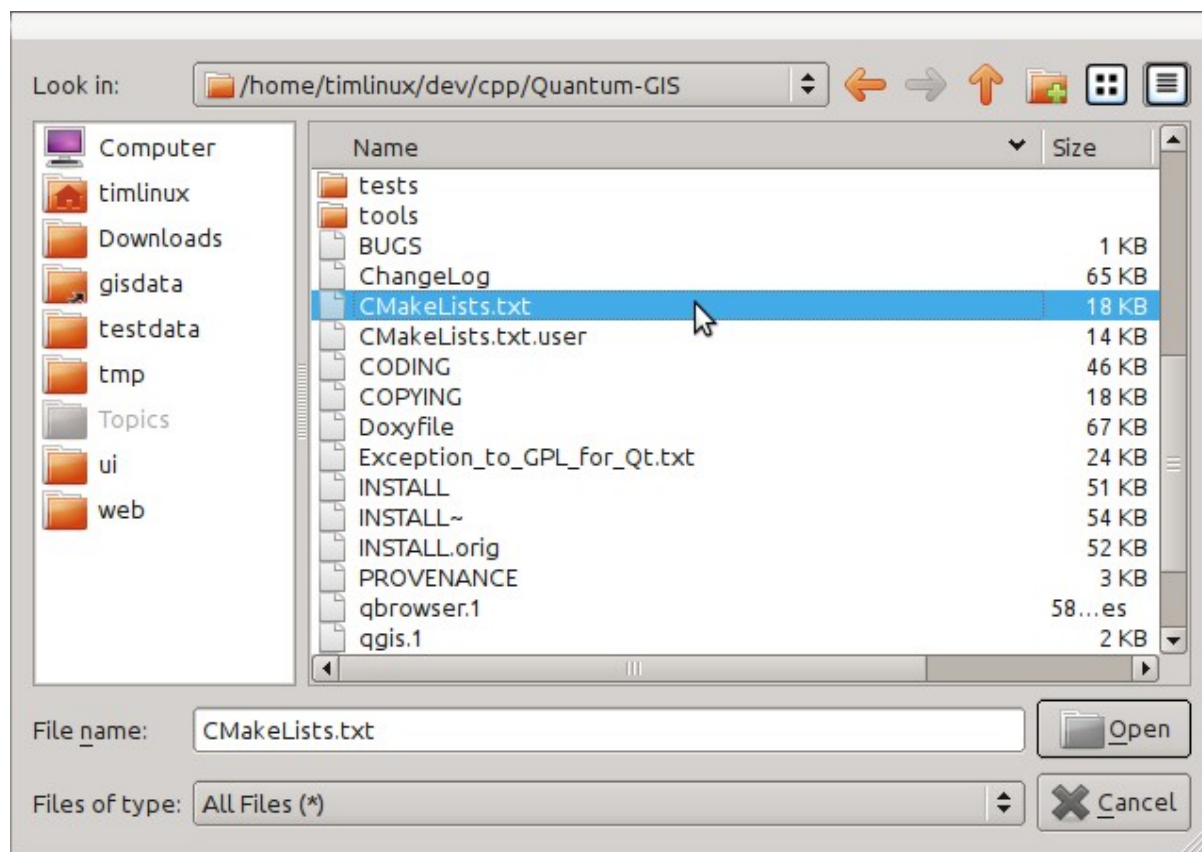 Look in: /home/timlinux/dev/cpp/Quantum-GIS
Computer
timlinux
Downloads
gisdata
testdata
tmp
Topics
ui
web
Name Size
tests
tools
BUGS 1 KB
ChangeLog 65 KB
CMakeLists.txt 18 KB
CMakeLists.txt.user 14 KB
CODING 46 KB
COPYING 18 KB
Doxyfile 67 KB
Exception_to_GPL_for_Qt.txt 24 KB
INSTALL 51 KB
INSTALL~ 54 KB
INSTALL.orig 52 KB
PROVENANCE 3 KB
qbrowser.1 58...es
qgis.1 2 KB
File name: CMakeLists.txt Open
Files of type: All Files (*) Cancel